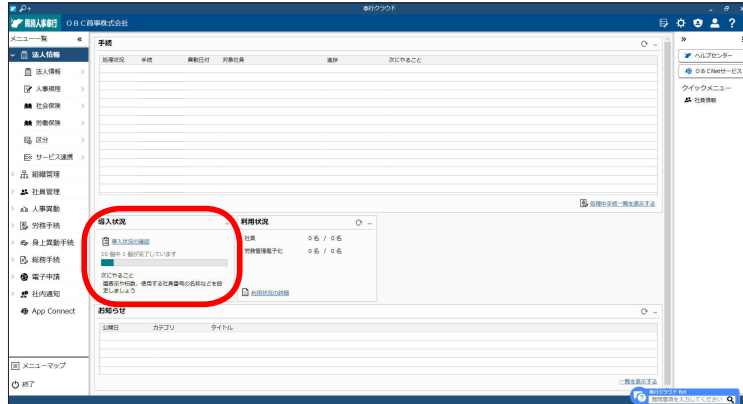 奉行クラウド
商奉行人事奉行 ＯＢＣ商事株式会社
メニュー一覧 «
法人情報
法人情報
人事規程
社会保険
労働保険
区分
サービス連携
組織管理
社員管理
人事異動
労務手続
身上異動手続
総務手続
電子申請
社内通知
App Connect
メニューマップ
終了
手続
処理状況 手続 異動日付 対象社員 進捗 次にやること
処理中手続一覧を表示する
導入状況
導入状況の確認
10 個中 1 個が完了しています
次にやること
暦表示や桁数、使用する社員番号の名称などを設
定しましょう
利用状況
社員 0 名 / 0 名
労務管理電子化 0 名 / 0 名
利用状況の詳細
お知らせ
公開日 カテゴリ タイトル
一覧を表示する
»
ヘルプセンター
ＯＢＣNetサービス
クイックメニュー
社員情報
奉行クラウド Bot
質問事項を入力してください